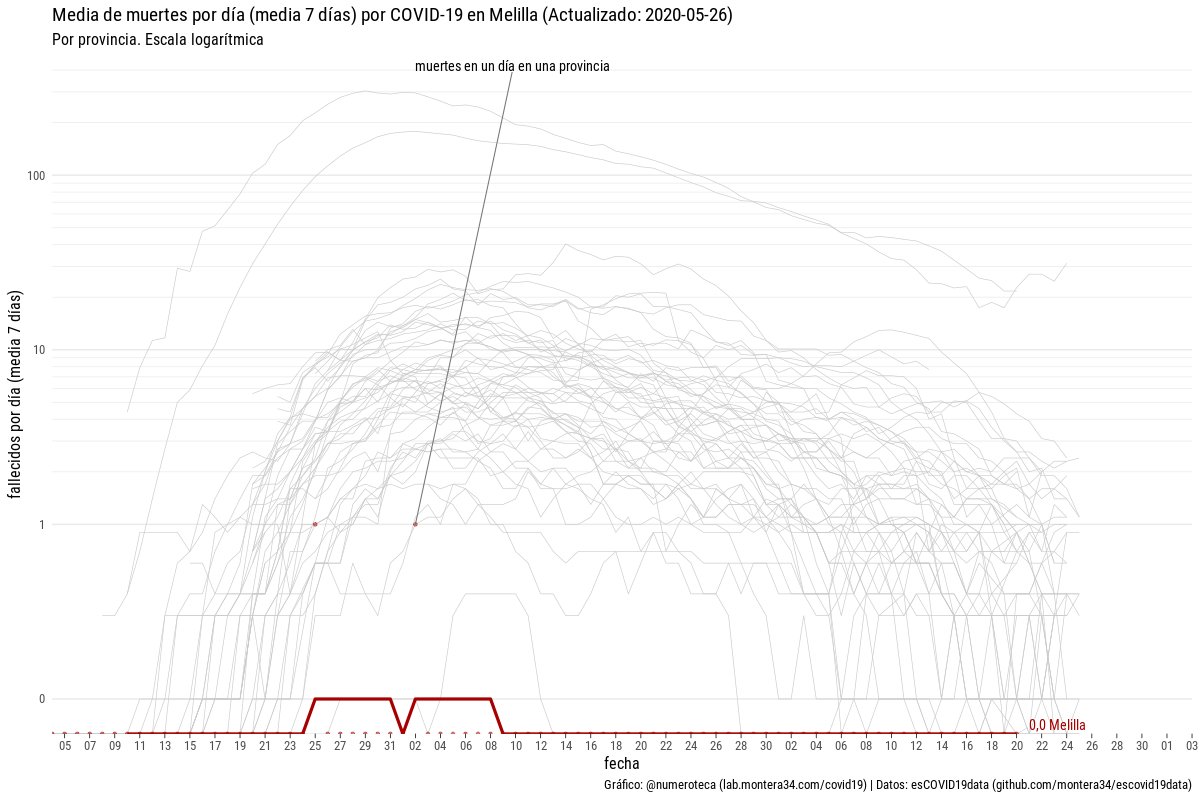 Media de muertes por día (media 7 días) por COVID-19 en Melilla (Actualizado: 2020-05-26)
Por provincia. Escala logarítmica
muertes en un día en una provincia
fallecidos por día (media 7 días)
100
10
1
0
0,0 Melilla
05 07 09 11 13 15 17 19 21 23 25 27 29 31 02 04 06 08 10 12 14 16 18 20 22 24 26 28 30 02 04 06 08 10 12 14 16 18 20 22 24 26 28 30 01 03
fecha
Gráfico: @numeroteca (lab.montera34.com/covid19) | Datos: esCOVID19data (github.com/montera34/escovid19data)